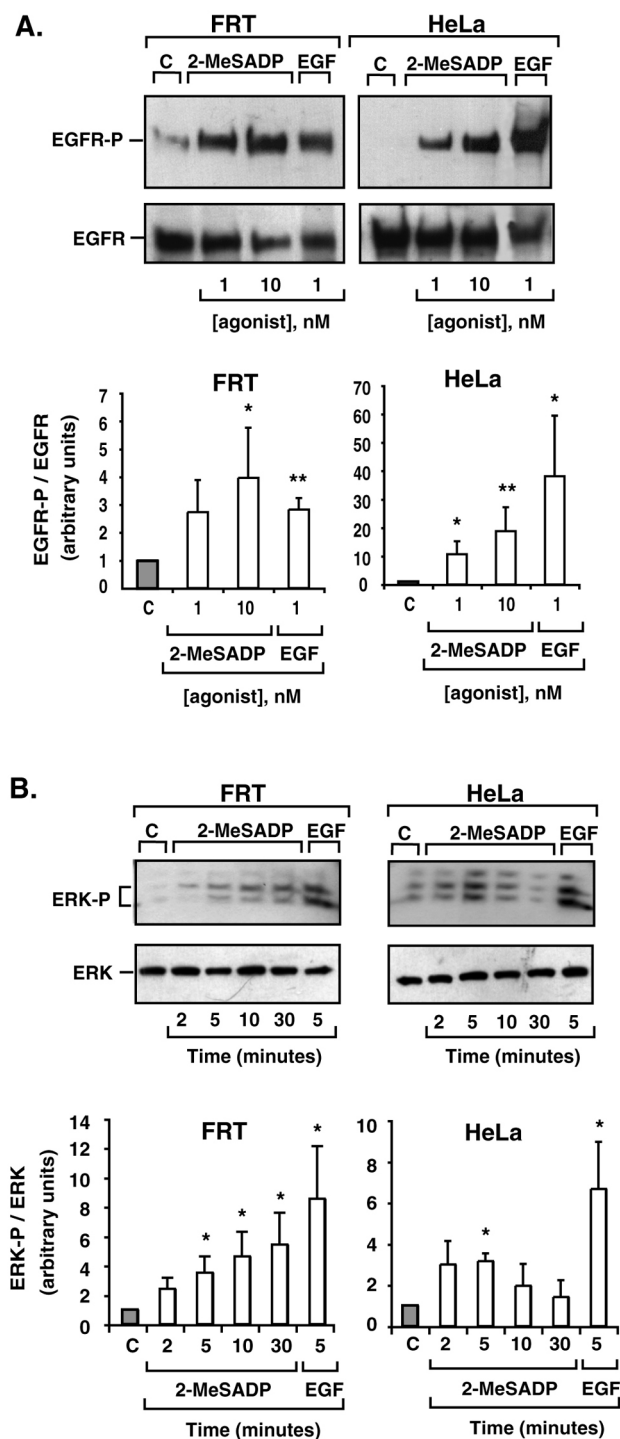 A.
FRT HeLa
C 2-MeSADP EGF C 2-MeSADP EGF
EGFR-P
EGFR
1 10 1 1 10 1
[agonist], nM [agonist], nM
FRT HeLa
EGFR-P / EGFR
(arbitrary units)
7
6
5
4
3
2
1
0
* **
C 1 10 1
2-MeSADP EGF
[agonist], nM
70
60
50
40
30
20
10
0
* ** *
C 1 10 1
2-MeSADP EGF
[agonist], nM
B.
FRT HeLa
C 2-MeSADP EGF C 2-MeSADP EGF
ERK-P
ERK
2 5 10 30 5 2 5 10 30 5
Time (minutes) Time (minutes)
ERK-P / ERK
(arbitrary units)
FRT
14
12
10
8
6
4
2
0
* * * *
C 2 5 10 30 5
2-MeSADP EGF
Time (minutes)
HeLa
10
8
6
4
2
0
* *
C 2 5 10 30 5
2-MeSADP EGF
Time (minutes)